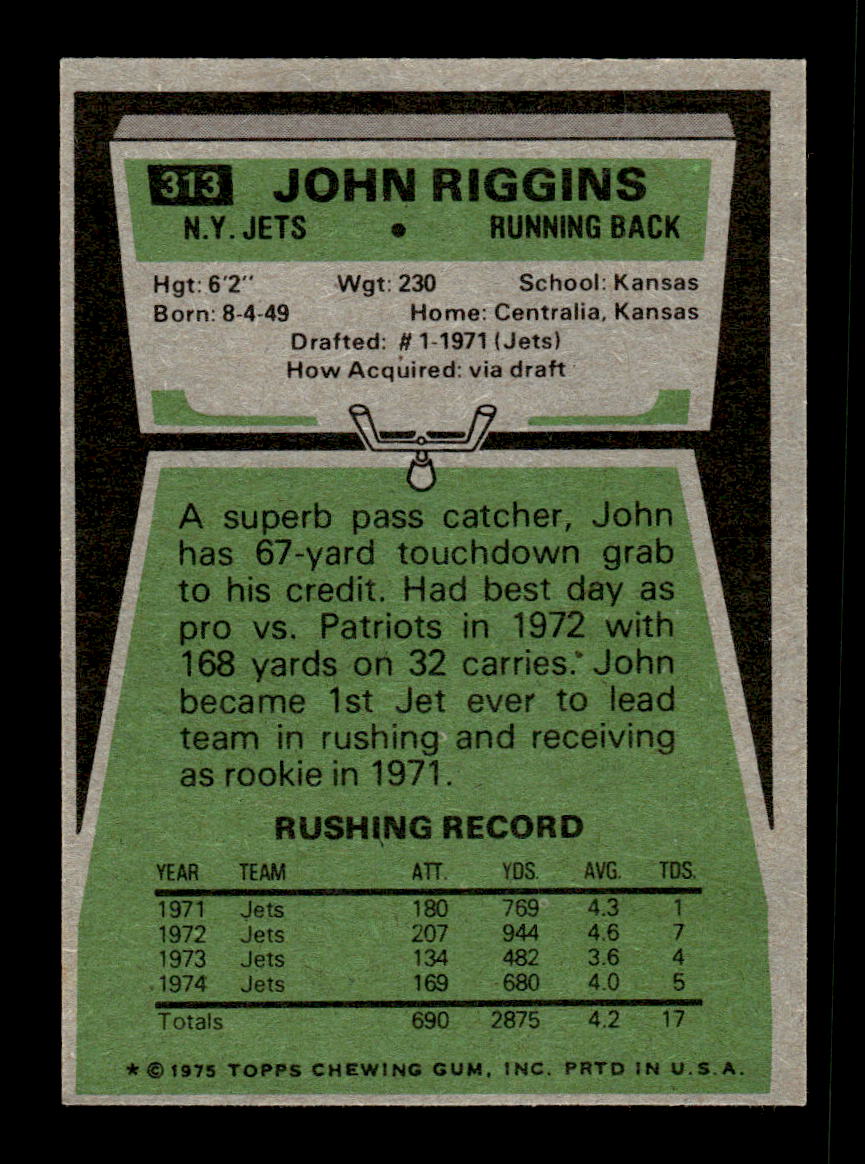 313 JOHN RIGGINS
N.Y. JETS • RUNNING BACK
Hgt: 6'2" Wgt: 230 School: Kansas
Born: 8-4-49 Home: Centralia, Kansas
Drafted: # 1-1971 (Jets)
How Acquired: via draft
A superb pass catcher, John
has 67-yard touchdown grab
to his credit. Had best day as
pro vs. Patriots in 1972 with
168 yards on 32 carries. John
became 1st Jet ever to lead
team in rushing and receiving
as rookie in 1971.
RUSHING RECORD
YEAR TEAM ATT. YDS. AVG. TDS.
1971 Jets 180 769 4.3 1
1972 Jets 207 944 4.6 7
1973 Jets 134 482 3.6 4
1974 Jets 169 680 4.0 5
Totals 690 2875 4.2 17
* © 1975 TOPPS CHEWING GUM, INC. PRTD IN U.S.A.